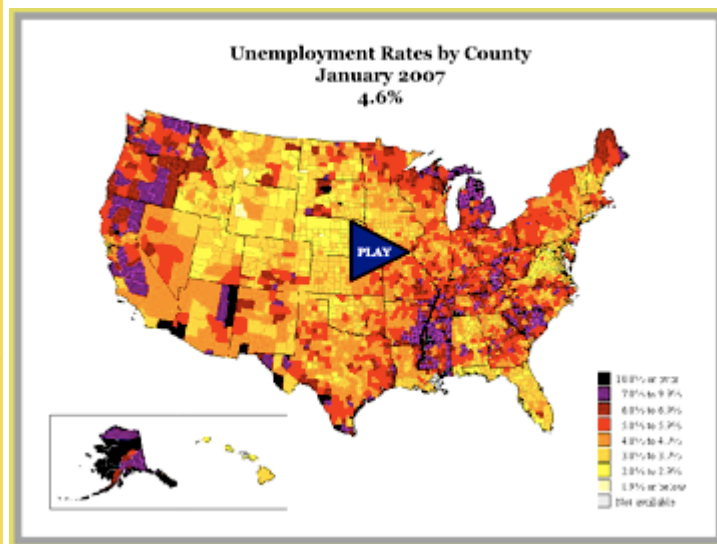 Unemployment Rates by County
January 2007
4.6%
PLAY
10.0% or over
7.0% to 9.9%
6.0% to 6.9%
5.0% to 5.9%
4.0% to 4.9%
3.0% to 3.9%
2.0% to 2.9%
1.9% or below
Not available